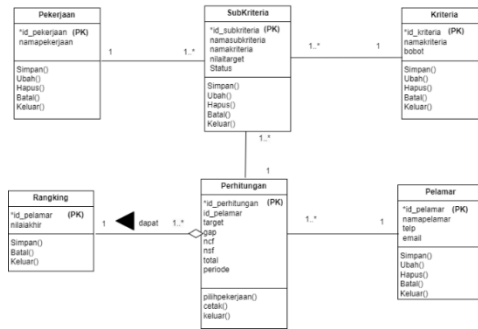 Pekerjaan
*id_pekerjaan (PK)
namapekerjaan
Simpan()
Ubah()
Hapus()
Batal()
Keluar()
1
1..*
SubKriteria
*id_subkriteria (PK)
namasubkriteria
namakriteria
nilaitarget
Status
Simpan()
Ubah()
Hapus()
Batal()
Keluar()
1..*
1
Kriteria
*id_kriteria (PK)
namakriteria
bobot
Simpan()
Ubah()
Hapus()
Batal()
Keluar()
1..*
1
Rangking
*id_pelamar (PK)
nilaiakhir
Simpan()
Batal()
Keluar()
1
dapat
1..*
Perhitungan
*id_perhitungan (PK)
id_pelamar
target
gap
ncf
nsf
total
periode
pilihpekerjaan()
cetak()
keluar()
1..*
1
Pelamar
*id_pelamar (PK)
namapelamar
telp
email
Simpan()
Ubah()
Hapus()
Batal()
Keluar()